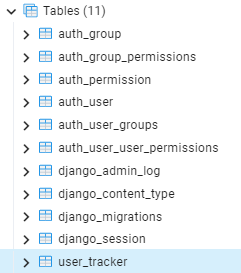 Tables (11)
auth_group
auth_group_permissions
auth_permission
auth_user
auth_user_groups
auth_user_user_permissions
django_admin_log
django_content_type
django_migrations
django_session
user_tracker